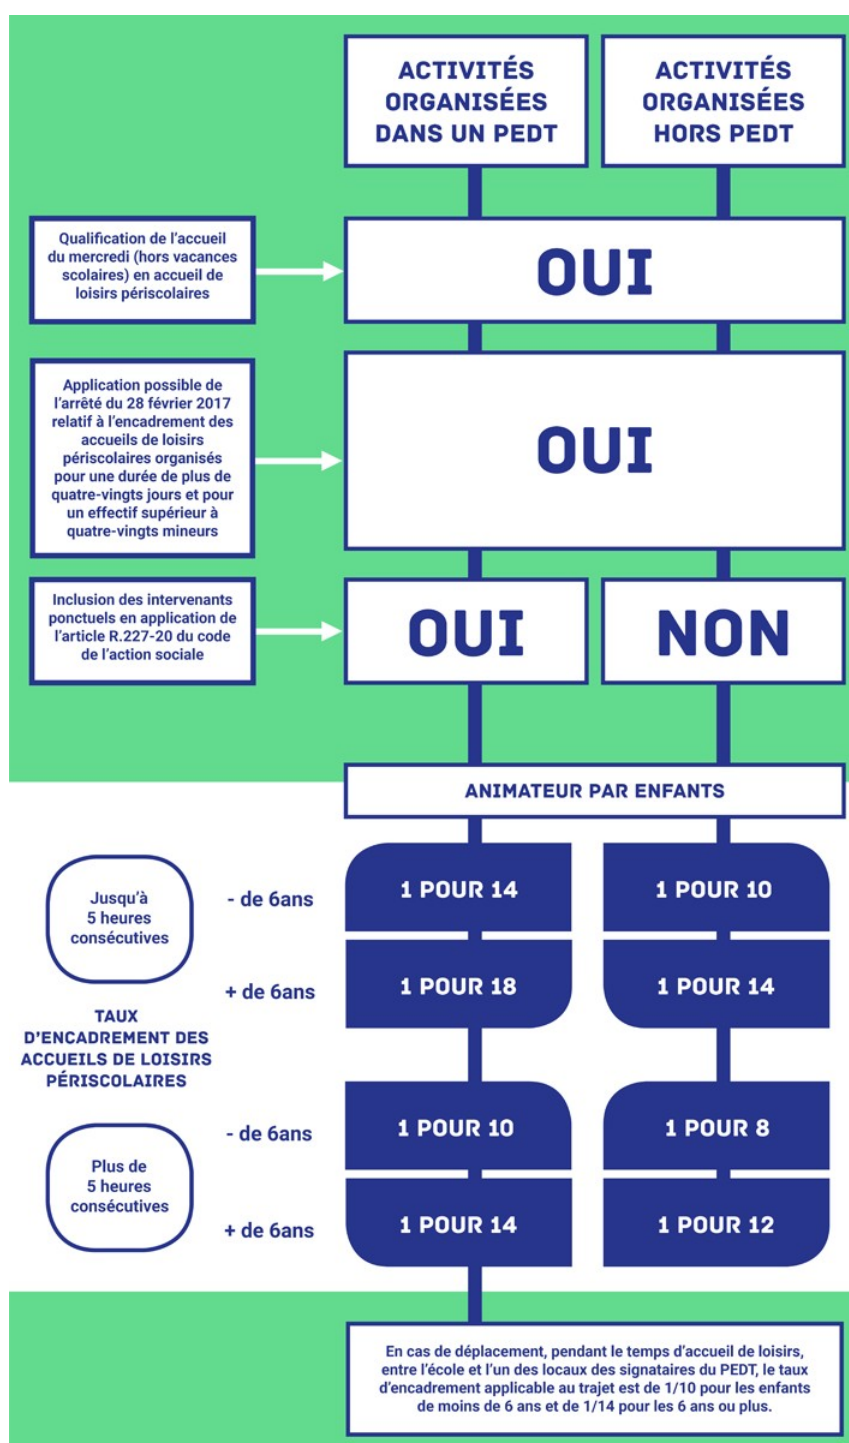 ACTIVITÉS
ORGANISÉES
DANS UN PEDT
ACTIVITÉS
ORGANISÉES
HORS PEDT
Qualification de l'accueil
du mercredi (hors vacances
scolaires) en accueil de
loisirs périscolaires
OUI
Application possible de
l'arrêté du 28 février 2017
relatif à l'encadrement des
accueils de loisirs
périscolaires organisés
pour une durée de plus de
quatre-vingts jours et pour
un effectif supérieur à
quatre-vingts mineurs
OUI
Inclusion des intervenants
ponctuels en application de
l'article R.227-20 du code
de l'action sociale
OUI
NON
ANIMATEUR PAR ENFANTS
Jusqu'à
5 heures
consécutives
- de 6ans
1 POUR 14
1 POUR 10
+ de 6ans
1 POUR 18
1 POUR 14
TAUX
D'ENCADREMENT DES
ACCUEILS DE LOISIRS
PÉRISCOLAIRES
Plus de
5 heures
consécutives
- de 6ans
1 POUR 10
1 POUR 8
+ de 6ans
1 POUR 14
1 POUR 12
En cas de déplacement, pendant le temps d'accueil de loisirs,
entre l'école et l'un des locaux des signataires du PEDT, le taux
d'encadrement applicable au trajet est de 1/10 pour les enfants
de moins de 6 ans et de 1/14 pour les 6 ans ou plus.